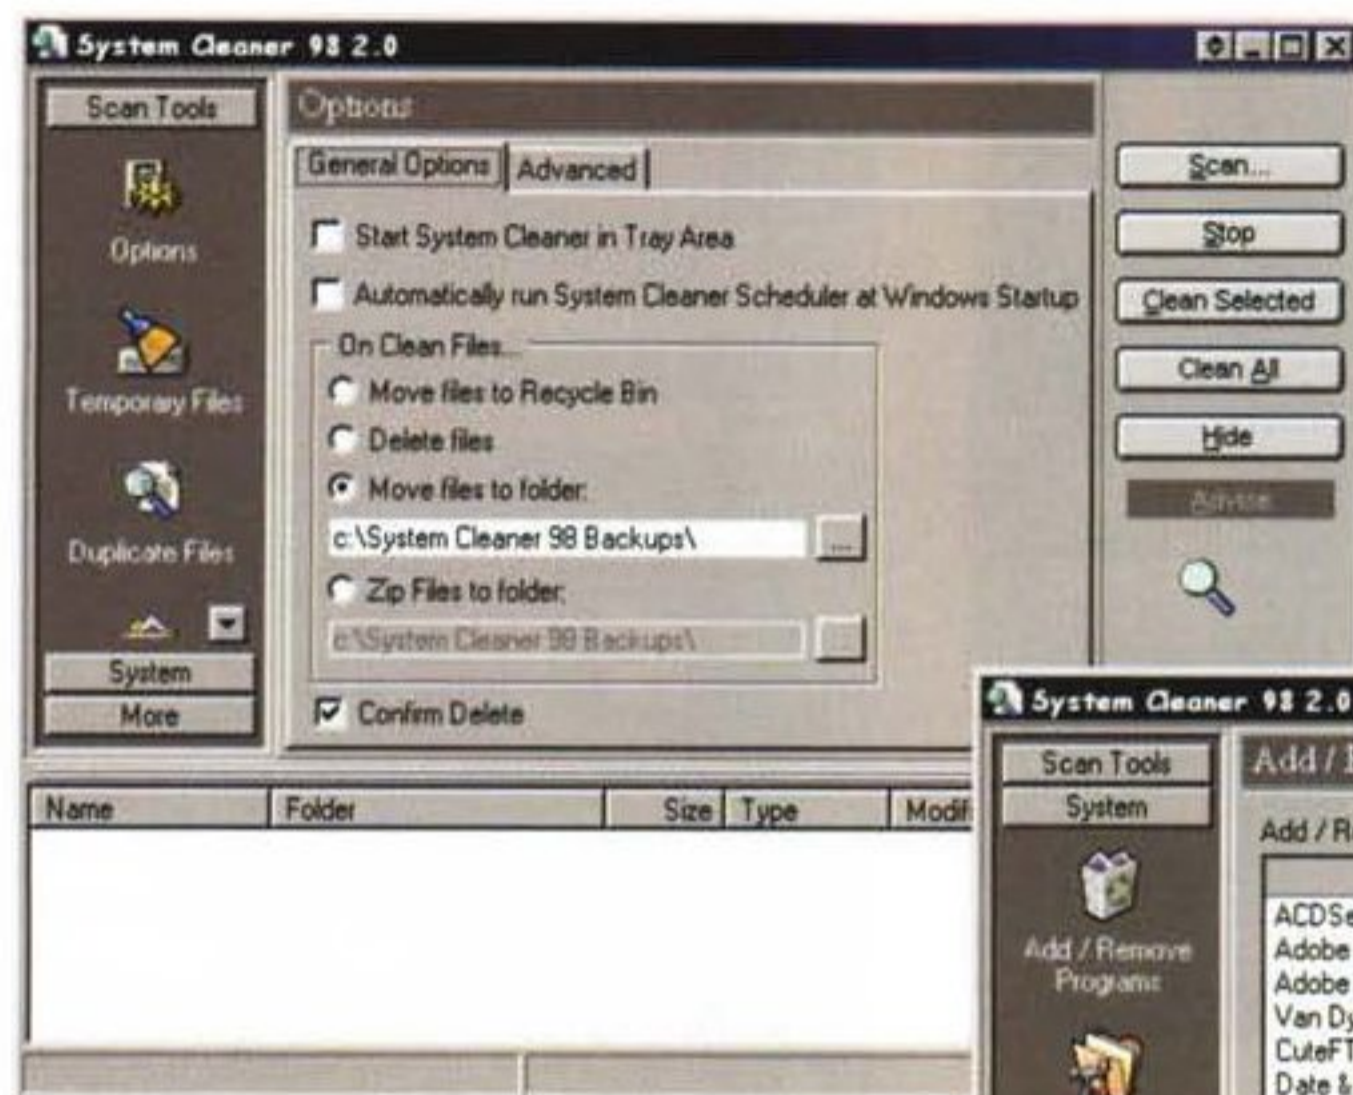 System Cleaner 98 2.0
Scan Tools
Options
Temporary Files
Duplicate Files
System
More
Options
General Options
Advanced
Start System Cleaner in Tray Area
Automatically run System Cleaner Scheduler at Windows Startup
On Clean Files...
Move files to Recycle Bin
Delete files
Move files to folder:
c:\System Cleaner 98 Backups\
...
Zip Files to folder:
c:\System Cleaner 98 Backups\
...
Confirm Delete
Scan...
Stop
Clean Selected
Clean All
Hide
Advise
Name Folder Size Type Modif
System Cleaner 98 2.0
Scan Tools
System
Add / Remove
Programs
Add /
Add / R
ACDSe
Adobe
Adobe
Van Dy
CuteFT
Date &